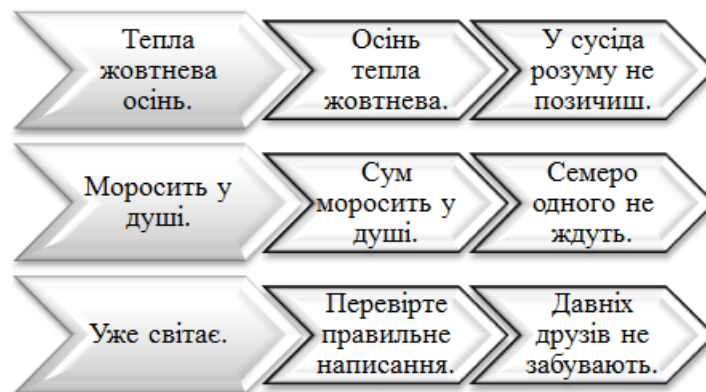 Тепла
жовтнева
осінь.
Осінь
тепла
жовтнева.
У сусіда
розуму не
позичиш.
Моросить у
душі.
Сум
моросить у
душі.
Семеро
одного не
ждуть.
Уже світає.
Перевірте
правильне
написання.
Давніх
друзів не
забувають.